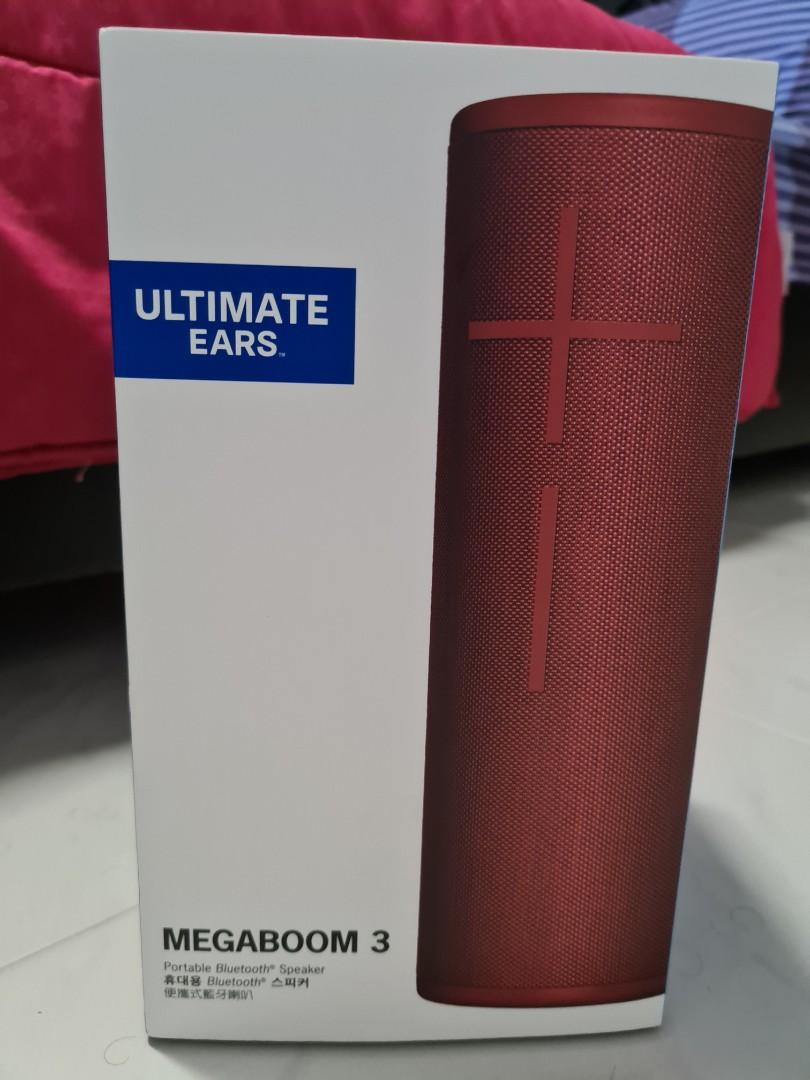 ULTIMATE
EARS™
MEGABOOM 3
Portable Bluetooth® Speaker
휴대용 Bluetooth® 스피커
便攜式藍牙喇叭